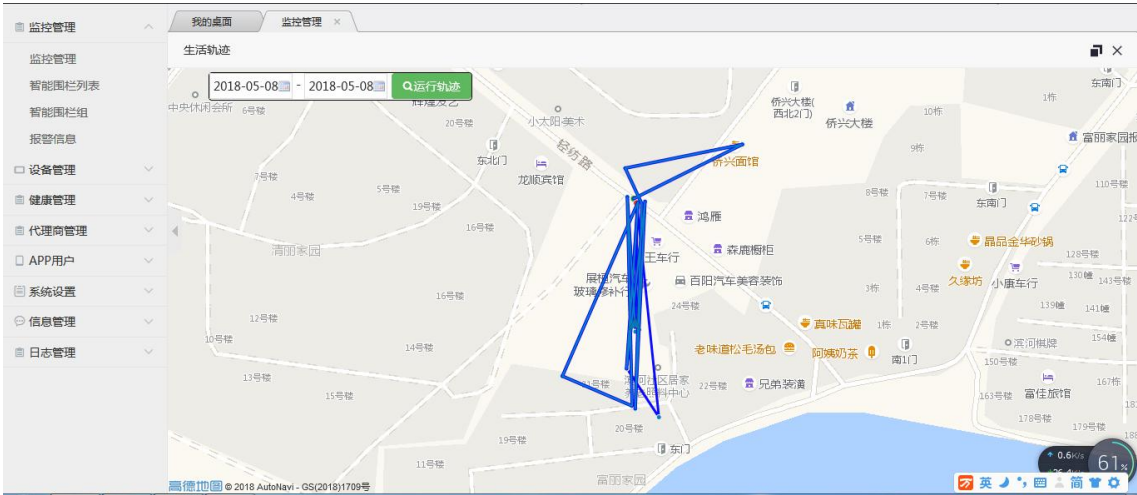 监控管理
监控管理
智能围栏列表
智能围栏组
报警信息
设备管理
健康管理
代理商管理
APP用户
系统设置
信息管理
日志管理
我的桌面
监控管理 ×
生活轨迹
2018-05-08 - 2018-05-08 运行轨迹
中央休闲会所
6号楼
20号楼
小太阳美术
侨兴大楼(
西北2门)
侨兴大楼
10栋
1栋
东南门
富丽家园
9栋
东北门
龙顺宾馆
轻纺路
侨兴面馆
7号楼
4号楼
5号楼
19号楼
16号楼
鸿雁
8号楼
7号楼
东南门
110号楼
清丽家园
王车行
森鹿橱柜
5号楼
6栋
晶品金华砂锅
128号楼
百阳汽车美容装饰
16号楼
24号楼
3栋
4号楼
久缘坊
小康车行
130幢
143号楼
139幢
141幢
12号楼
10号楼
14号楼
真味瓦罐
1栋
2号楼
老味道松毛汤包
阿姨奶茶
南1门
滨河棋牌
154幢
150号楼
13号楼
15号楼
22号楼
兄弟装潢
富佳旅馆
167栋
163号楼
178号楼
179号楼
20号楼
19号楼
东门
11号楼
富丽家园
高德地图 © 2018 AutoNavi - GS(2018)1709号
0.6K/s
61%
英
简